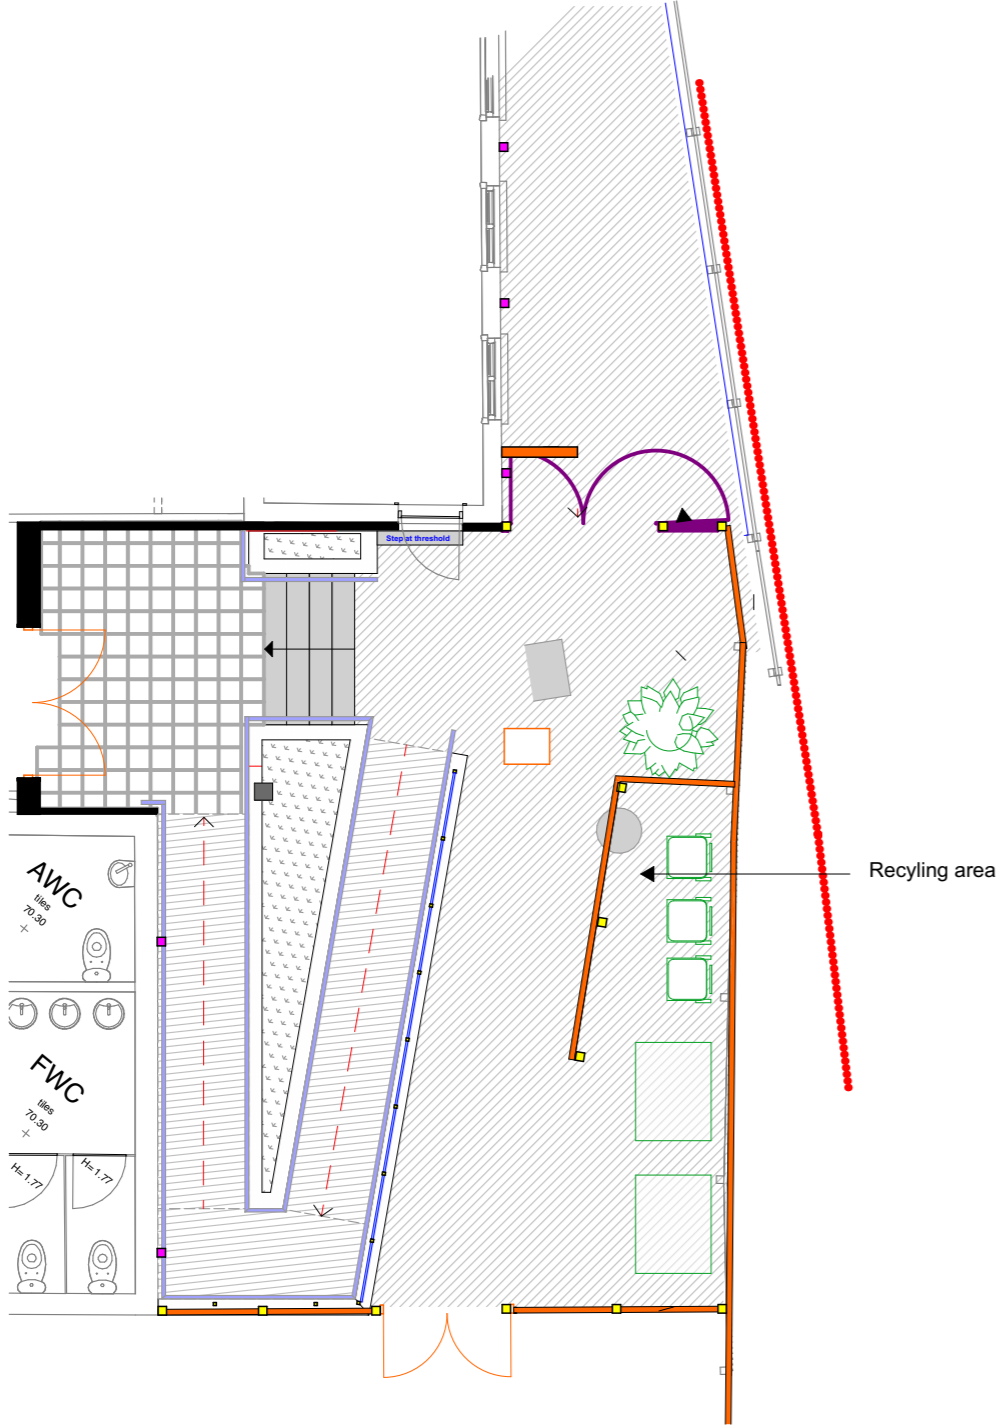 Step at threshold
Recyling area
AWC
tiles
70.30
FWC
tiles
70.30
H=1.77
H=1.77